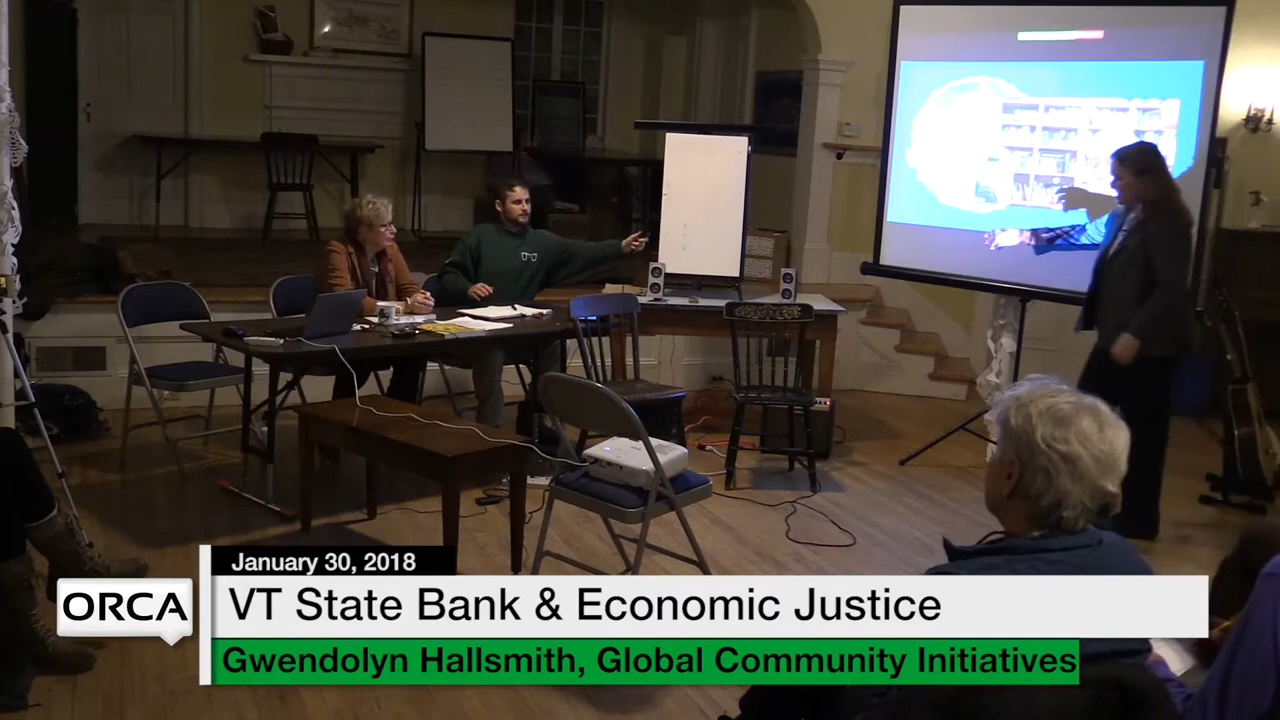 January 30, 2018
ORCA
VT State Bank & Economic Justice
Gwendolyn Hallsmith, Global Community Initiatives